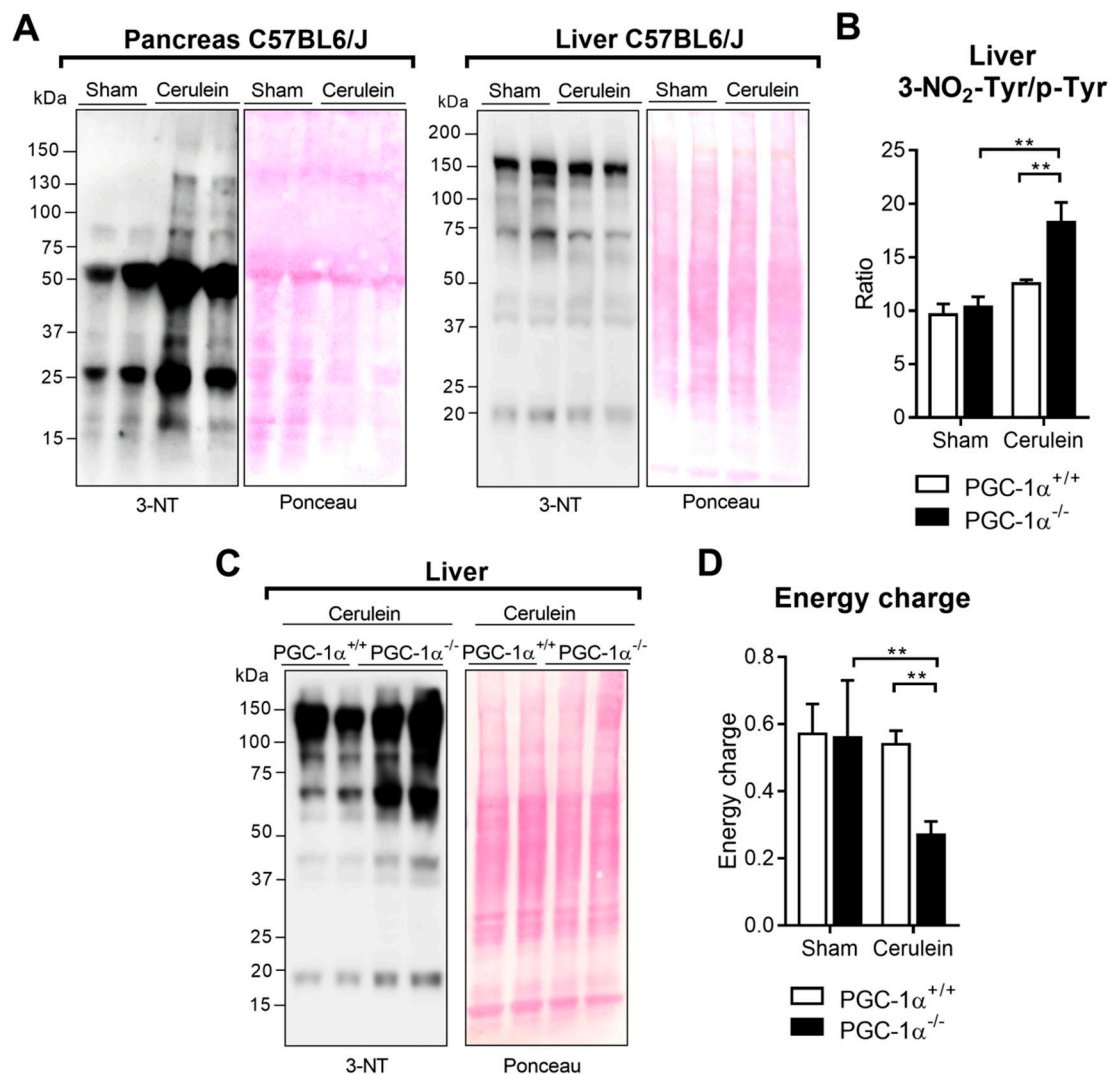 A
Pancreas C57BL6/J
Sham Cerulein Sham Cerulein
kDa
150
130
100
75
50
37
25
15
3-NT
Ponceau
Liver C57BL6/J
Sham Cerulein Sham Cerulein
kDa
200
150
100
75
50
37
25
20
3-NT
Ponceau
B
Liver
3-NO₂-Tyr/p-Tyr
**
**
25
20
15
10
5
0
Ratio
Sham Cerulein
PGC-1α⁺/⁺
PGC-1α⁻/⁻
C
Liver
Cerulein Cerulein
PGC-1α⁺/⁺ PGC-1α⁻/⁻ PGC-1α⁺/⁺ PGC-1α⁻/⁻
kDa
150
100
75
50
37
25
20
15
3-NT
Ponceau
D
Energy charge
**
**
0.8
0.6
0.4
0.2
0.0
Energy charge
Sham Cerulein
PGC-1α⁺/⁺
PGC-1α⁻/⁻